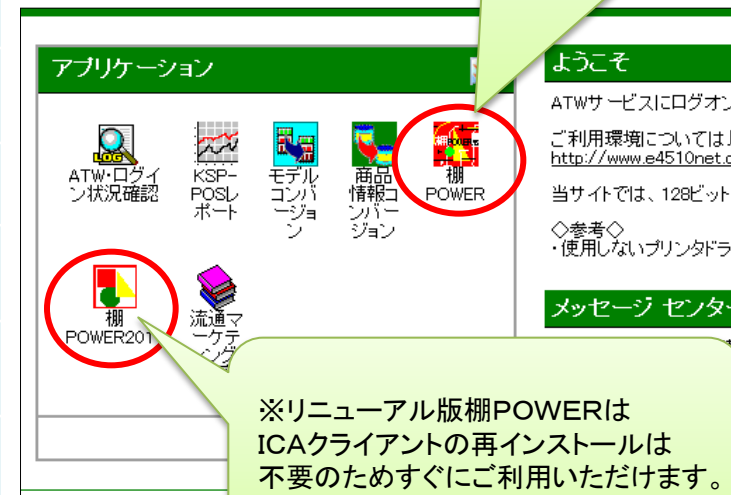 アプリケーション
ATW・ログイ
ン状況確認
KSP-
POSレ
ポート
モデル
コンバ
ージョ
ン
商品
情報コ
ンバー
ジョン
棚
POWER
棚
POWER201
流通マ
ーケテ
ィング
ようこそ
ATWサービスにログオン
ご利用環境については
http://www.e4510net.c
当サイトでは、128ビット
◇参考◇
・使用しないプリンタドラ
メッセージ センター
※リニューアル版棚POWERは
ICAクライアントの再インストールは
不要のためすぐにご利用いただけます。